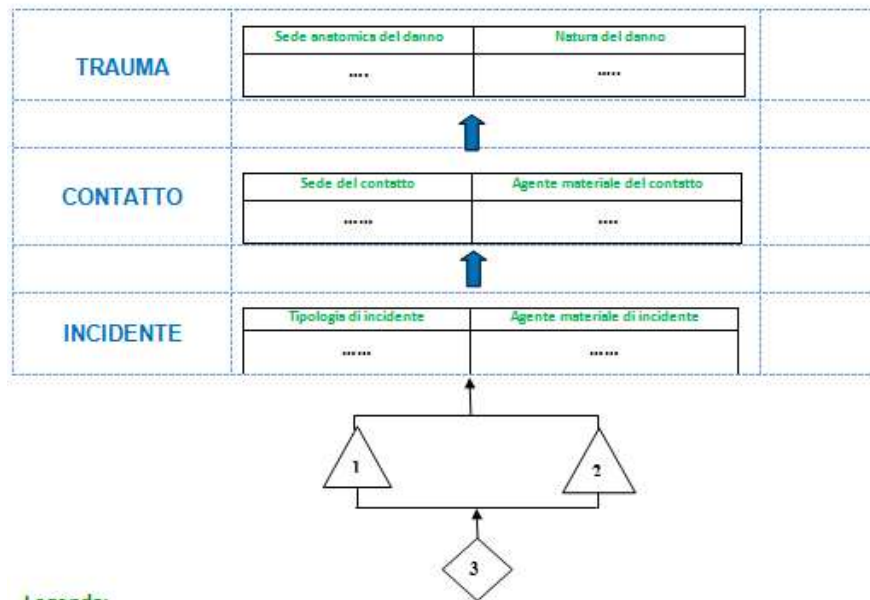 Sede anatomica del danno Natura del danno
TRAUMA
.... .....
Sede del contatto Agente materiale del contatto
CONTATTO
...... ....
Tipologia di incidente Agente materiale di incidente
INCIDENTE
...... ......
1 2
3
Legenda: